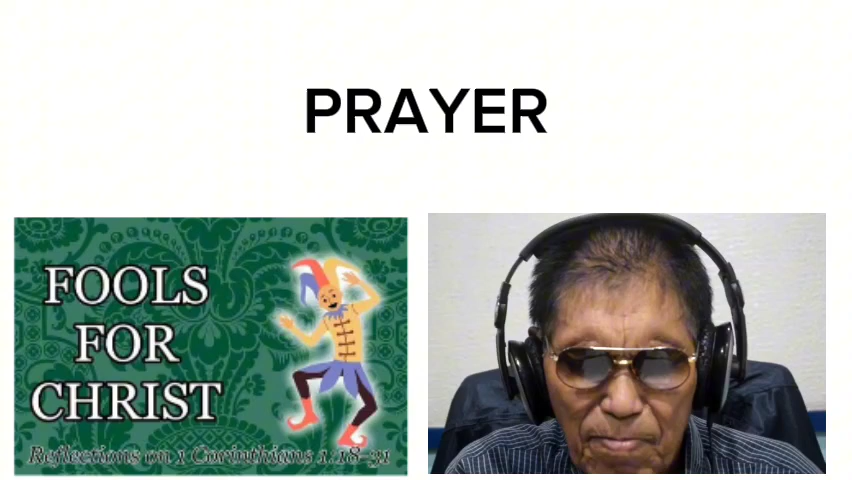 PRAYER
FOOLS
FOR
CHRIST
Reflections on 1 Corinthians 1.18-31